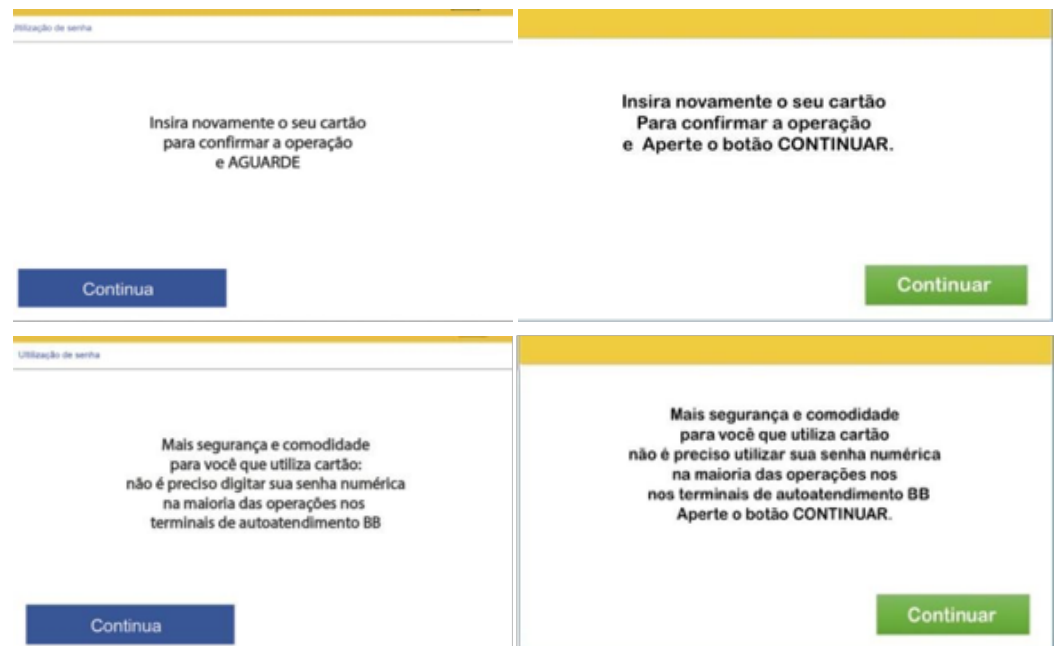 Utilização de senha
Insira novamente o seu cartão
para confirmar a operação
e AGUARDE
Continua
Insira novamente o seu cartão
Para confirmar a operação
e Aperte o botão CONTINUAR.
Continuar
Utilização de senha
Mais segurança e comodidade
para você que utiliza cartão:
não é preciso digitar sua senha numérica
na maioria das operações nos
terminais de autoatendimento BB
Continua
Mais segurança e comodidade
para você que utiliza cartão
não é preciso utilizar sua senha numérica
na maioria das operações nos
nos terminais de autoatendimento BB
Aperte o botão CONTINUAR.
Continuar